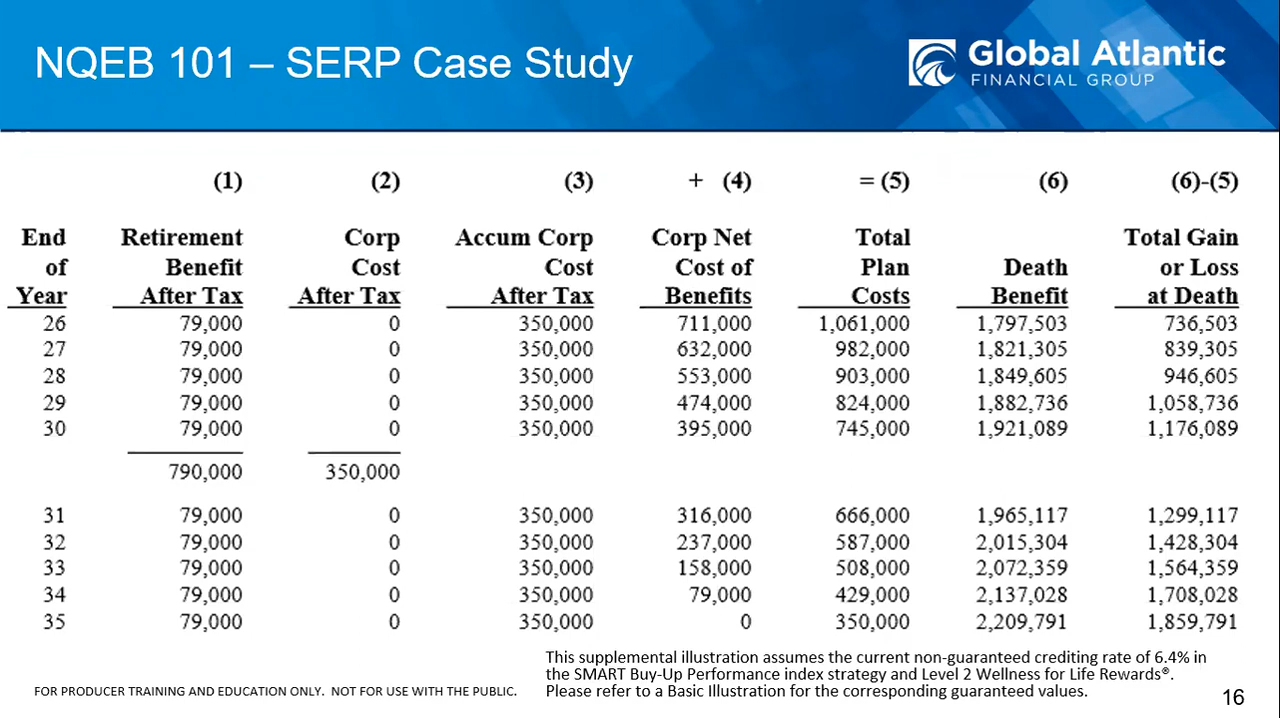 NQEB 101 – SERP Case Study
Global Atlantic
FINANCIAL GROUP
(1) (2) (3) + (4) = (5) (6) (6)-(5)
End Retirement Corp Accum Corp Corp Net Total Total Gain
of Benefit Cost Cost Cost of Plan Death or Loss
Year After Tax After Tax After Tax Benefits Costs Benefit at Death
26 79,000 0 350,000 711,000 1,061,000 1,797,503 736,503
27 79,000 0 350,000 632,000 982,000 1,821,305 839,305
28 79,000 0 350,000 553,000 903,000 1,849,605 946,605
29 79,000 0 350,000 474,000 824,000 1,882,736 1,058,736
30 79,000 0 350,000 395,000 745,000 1,921,089 1,176,089
790,000 350,000
31 79,000 0 350,000 316,000 666,000 1,965,117 1,299,117
32 79,000 0 350,000 237,000 587,000 2,015,304 1,428,304
33 79,000 0 350,000 158,000 508,000 2,072,359 1,564,359
34 79,000 0 350,000 79,000 429,000 2,137,028 1,708,028
35 79,000 0 350,000 0 350,000 2,209,791 1,859,791
This supplemental illustration assumes the current non-guaranteed crediting rate of 6.4% in
the SMART Buy-Up Performance index strategy and Level 2 Wellness for Life Rewards®.
Please refer to a Basic Illustration for the corresponding guaranteed values.
FOR PRODUCER TRAINING AND EDUCATION ONLY. NOT FOR USE WITH THE PUBLIC.
16